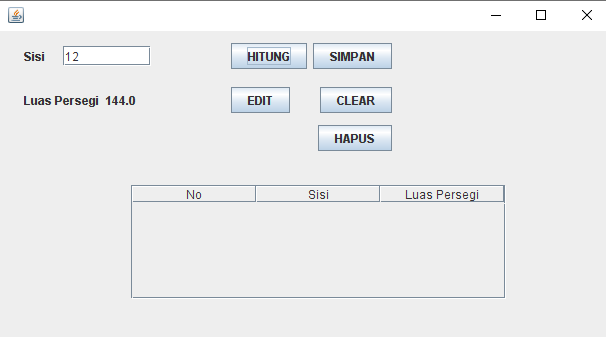 Sisi 12 HITUNG SIMPAN
Luas Persegi 144.0 EDIT CLEAR
HAPUS
No Sisi Luas Persegi